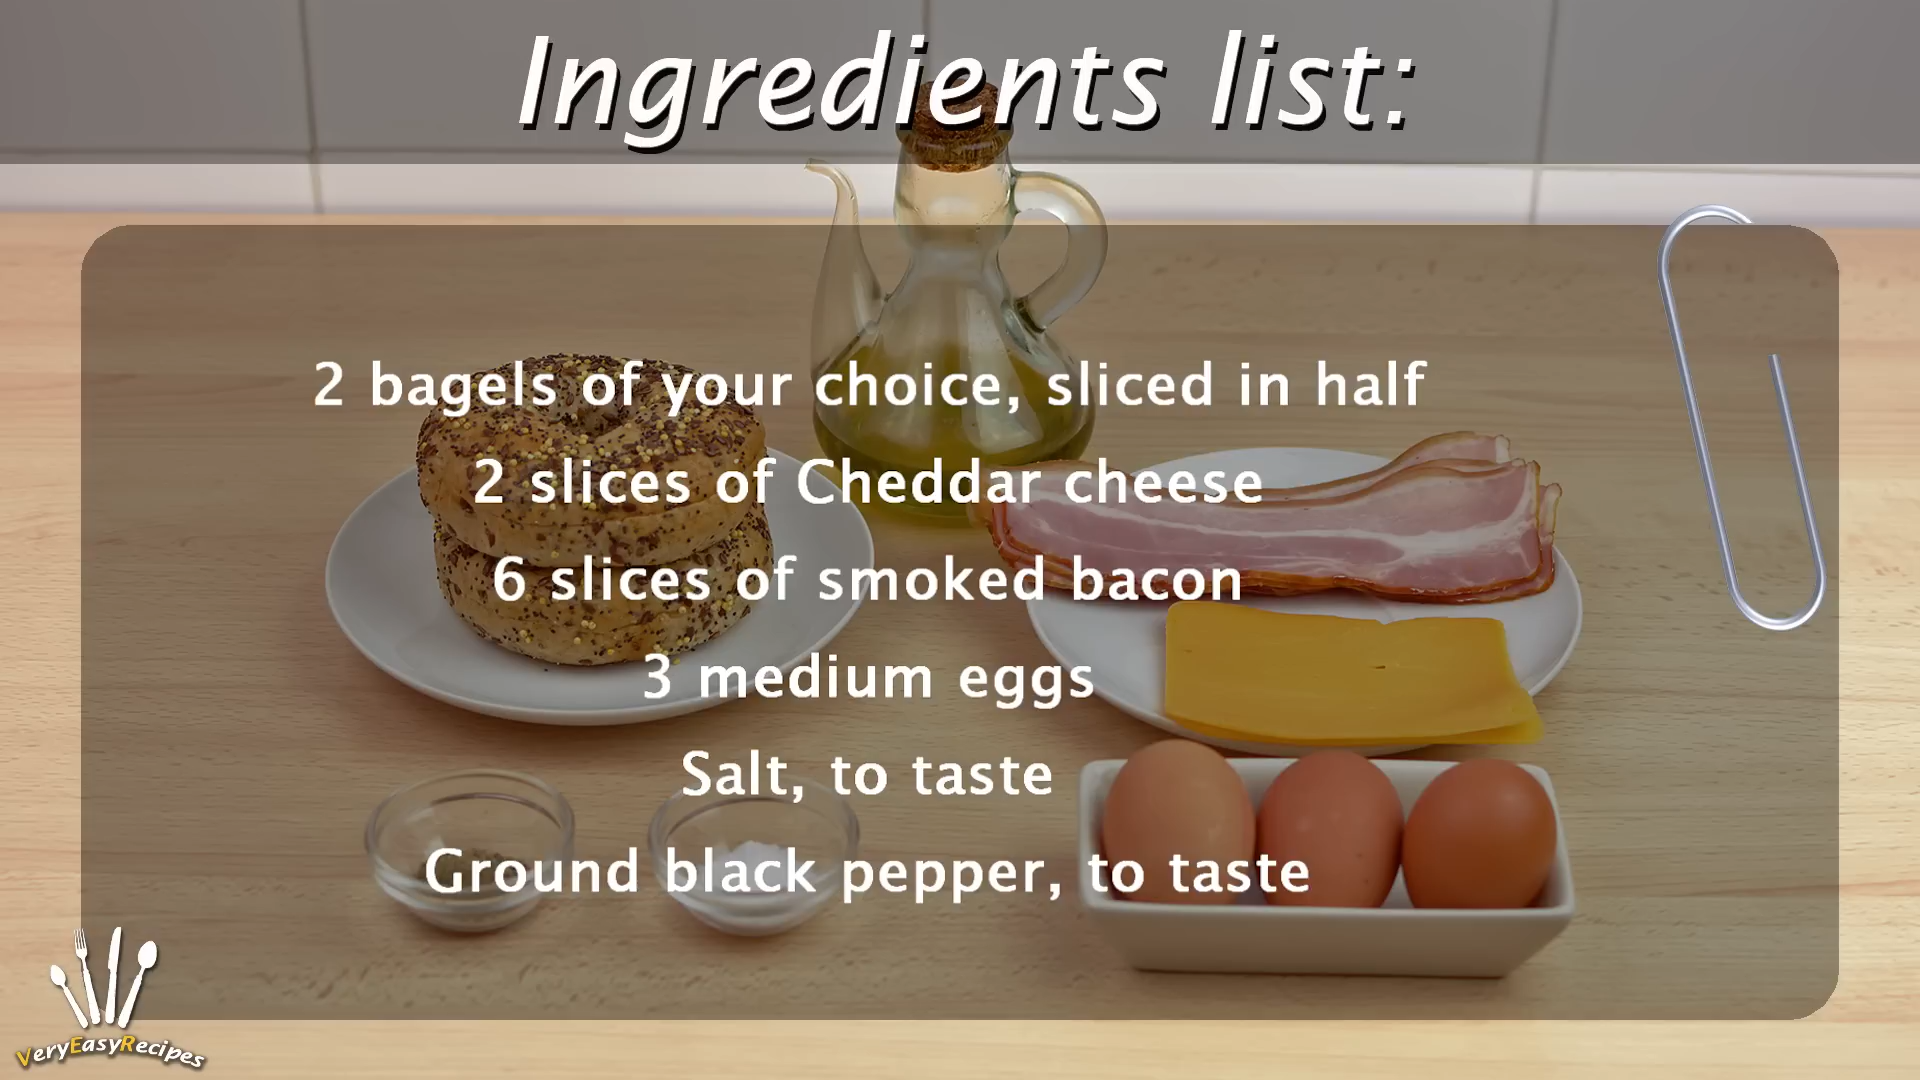 Ingredients list:
2 bagels of your choice, sliced in half
2 slices of Cheddar cheese
6 slices of smoked bacon
3 medium eggs
Salt, to taste
Ground black pepper, to taste
VeryEasyRecipes